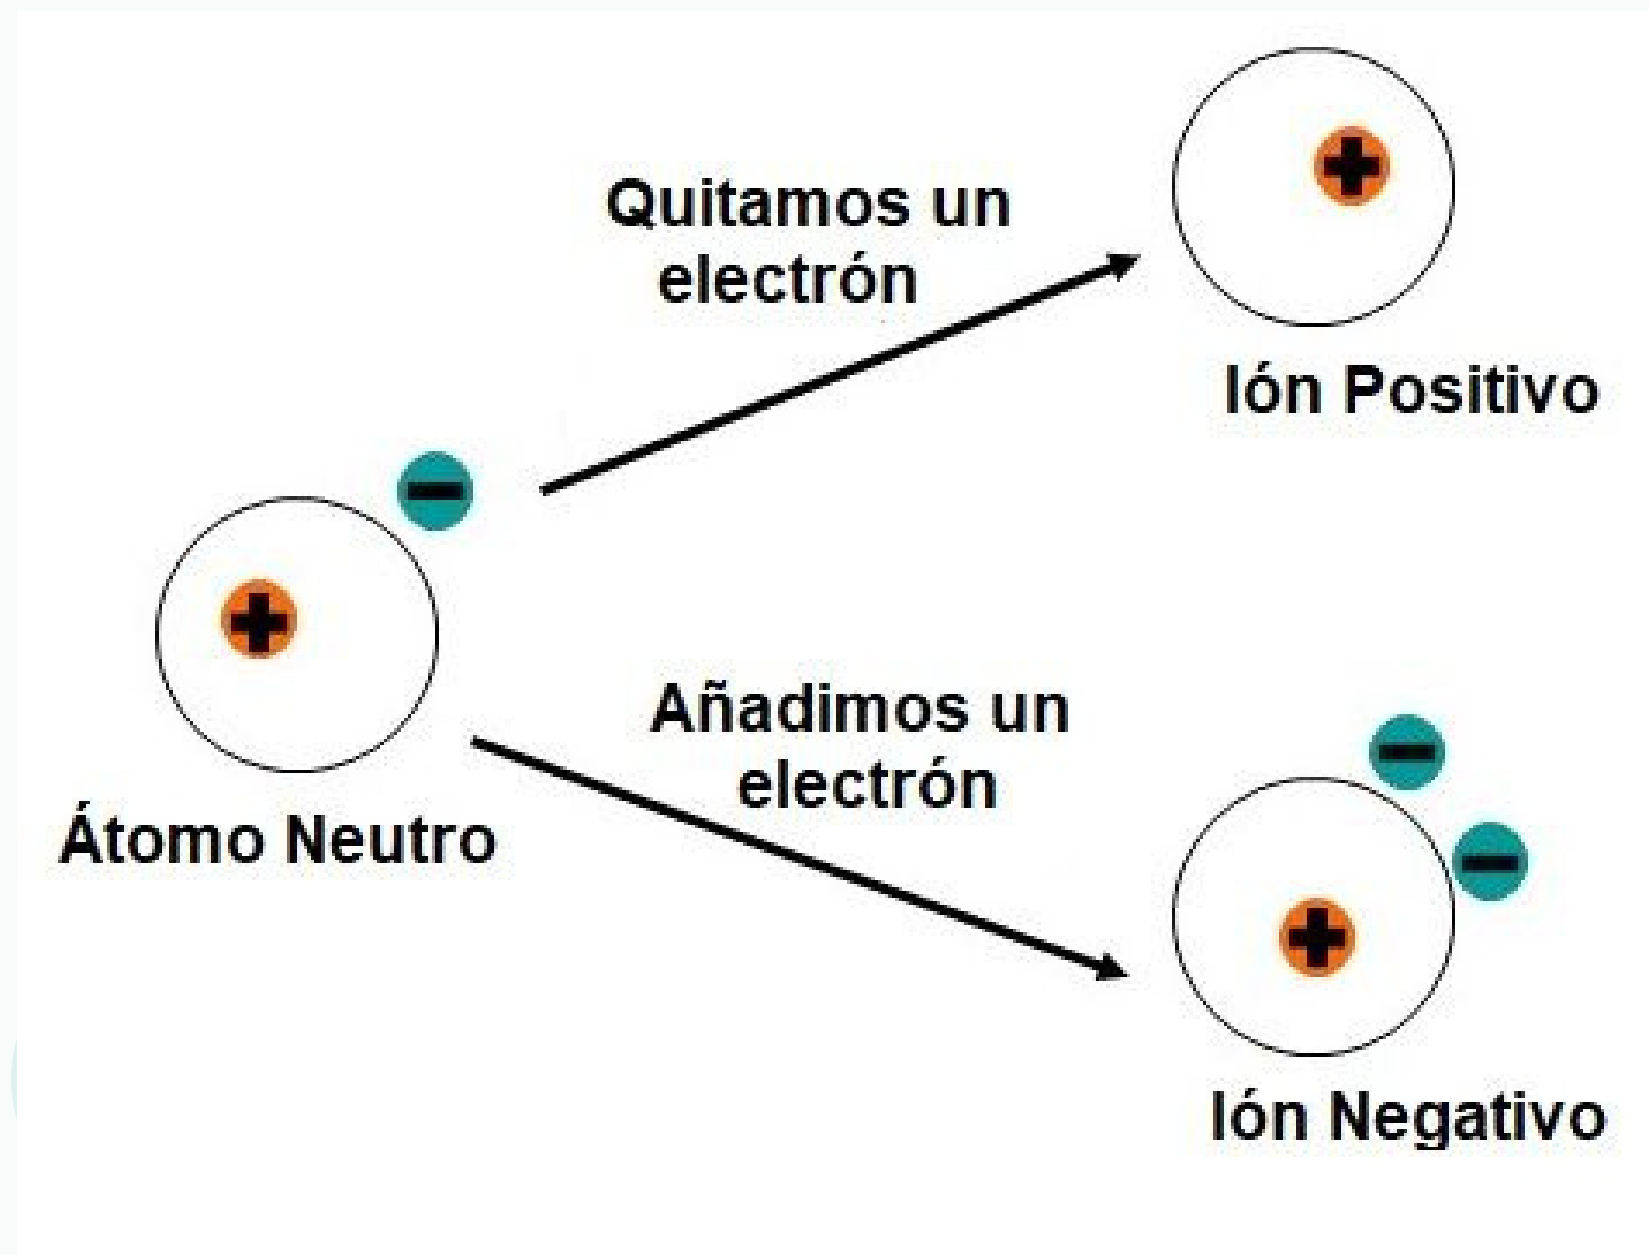 Quitamos un
electrón
Ión Positivo
Átomo Neutro
Añadimos un
electrón
Ión Negativo